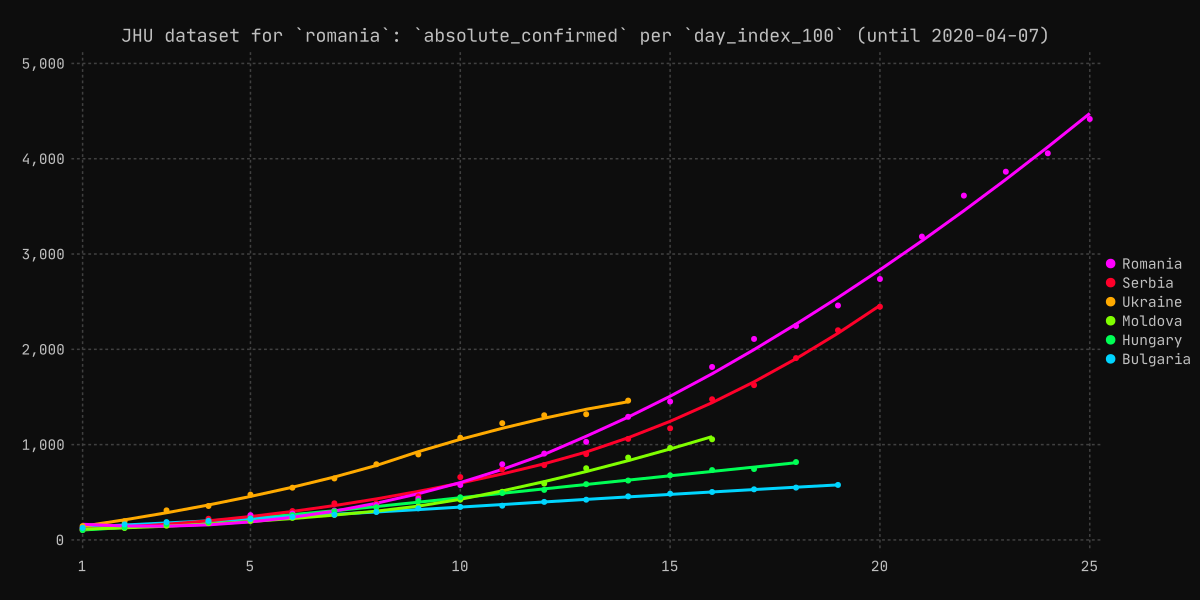 JHU dataset for `romania`: `absolute_confirmed` per `day_index_100` (until 2020-04-07)
5,000
4,000
3,000
2,000
1,000
0
1 5 10 15 20 25
Romania
Serbia
Ukraine
Moldova
Hungary
Bulgaria